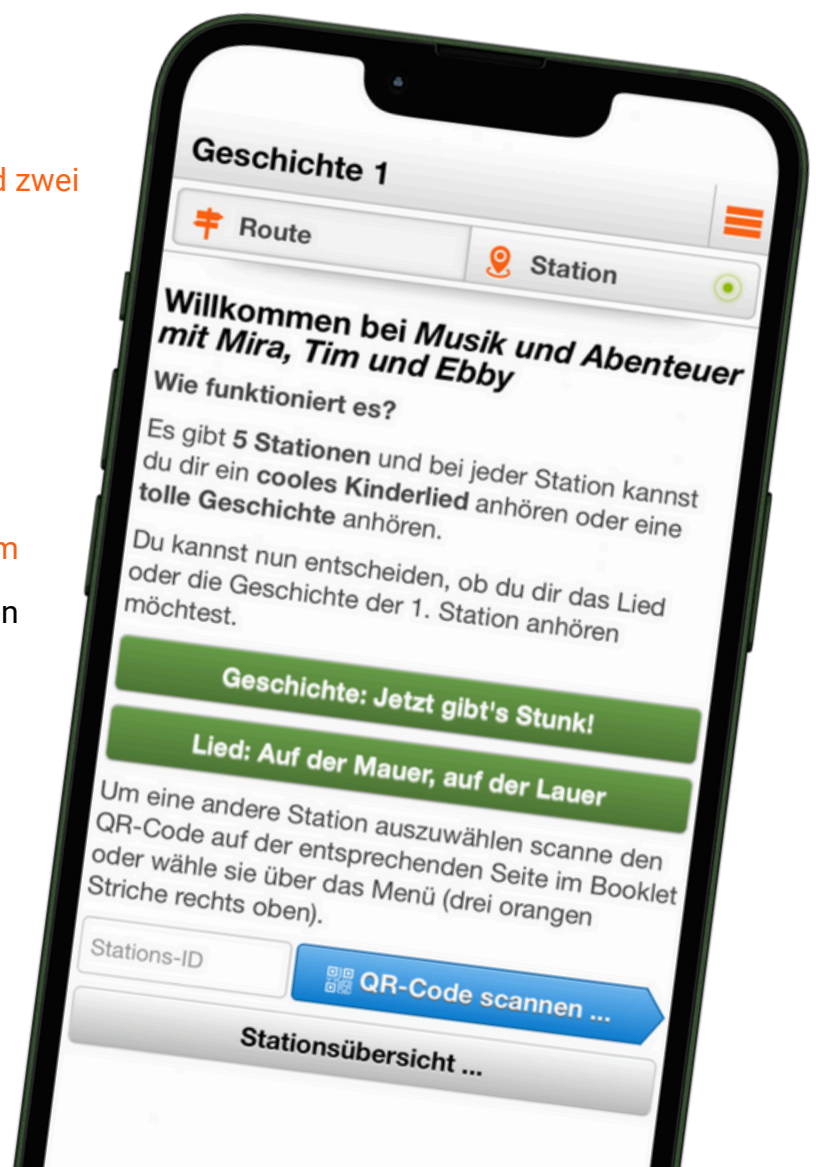 d zwei
m
n
Geschichte 1
Route
Station
Willkommen bei Musik und Abenteuer
mit Mira, Tim und Ebby
Wie funktioniert es?
Es gibt 5 Stationen und bei jeder Station kannst
du dir ein cooles Kinderlied anhören oder eine
tolle Geschichte anhören.
Du kannst nun entscheiden, ob du dir das Lied
oder die Geschichte der 1. Station anhören
möchtest.
Geschichte: Jetzt gibt's Stunk!
Lied: Auf der Mauer, auf der Lauer
Um eine andere Station auszuwählen scanne den
QR-Code auf der entsprechenden Seite im Booklet
oder wähle sie über das Menü (drei orangen
Striche rechts oben).
Stations-ID
QR-Code scannen ...
Stationsübersicht ...